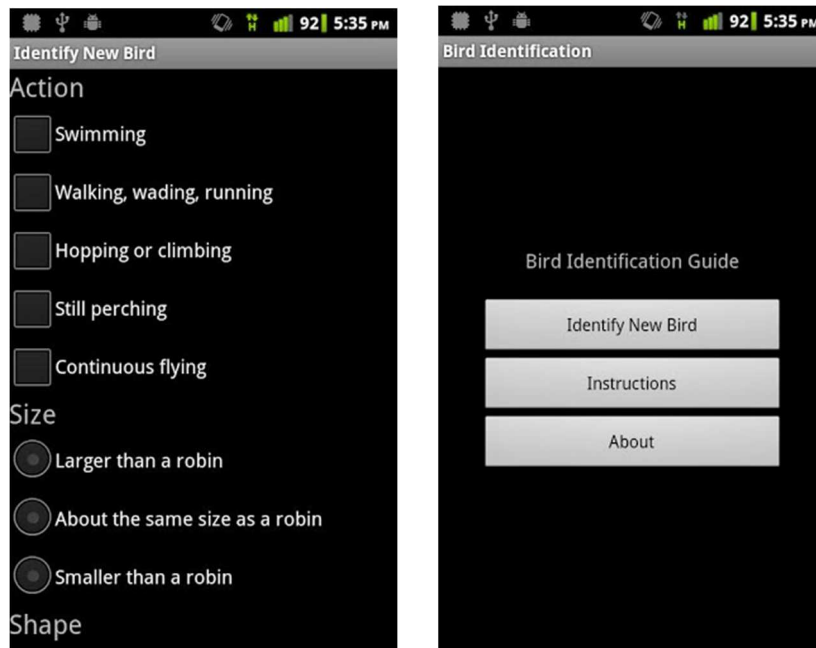 92 5:35 PM
Identify New Bird
Action
Swimming
Walking, wading, running
Hopping or climbing
Still perching
Continuous flying
Size
Larger than a robin
About the same size as a robin
Smaller than a robin
Shape
H 92 5:35 PM
Bird Identification
Bird Identification Guide
Identify New Bird
Instructions
About